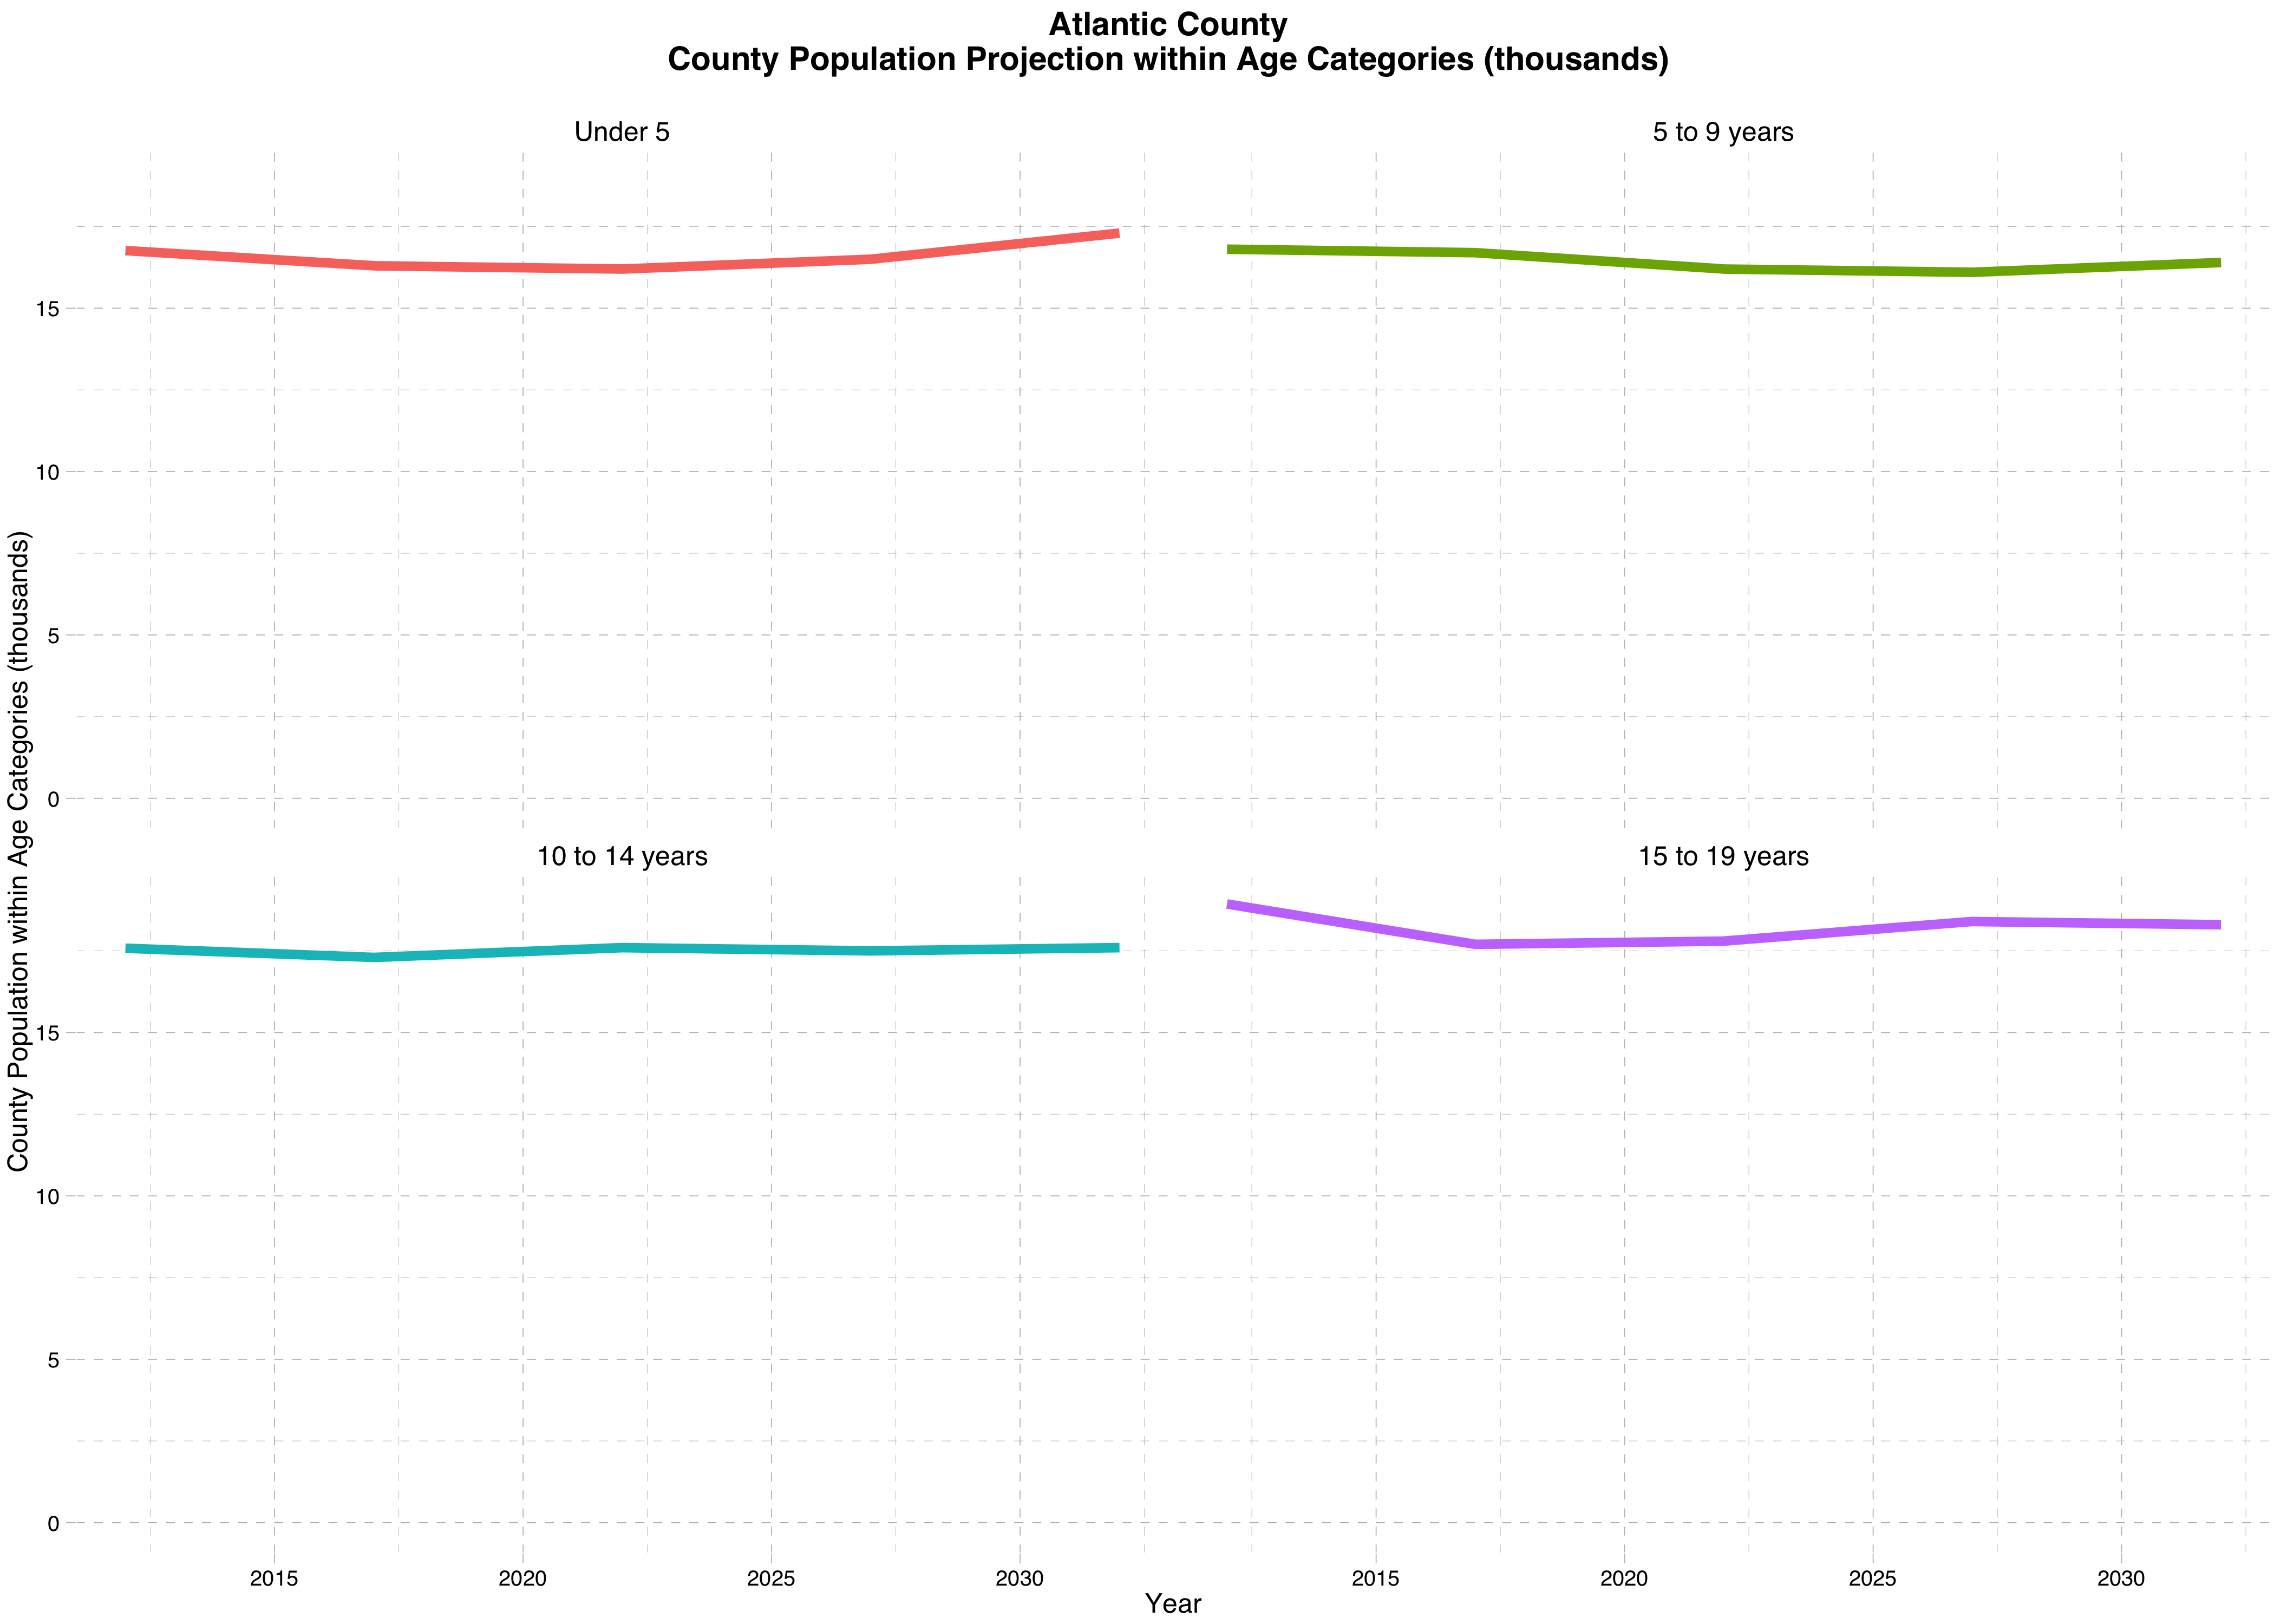 Atlantic County
County Population Projection within Age Categories (thousands)
Under 5
5 to 9 years
15
10
5
0
10 to 14 years
15 to 19 years
15
10
5
0
County Population within Age Categories (thousands)
2015 2020 2025 2030 2015 2020 2025 2030
Year